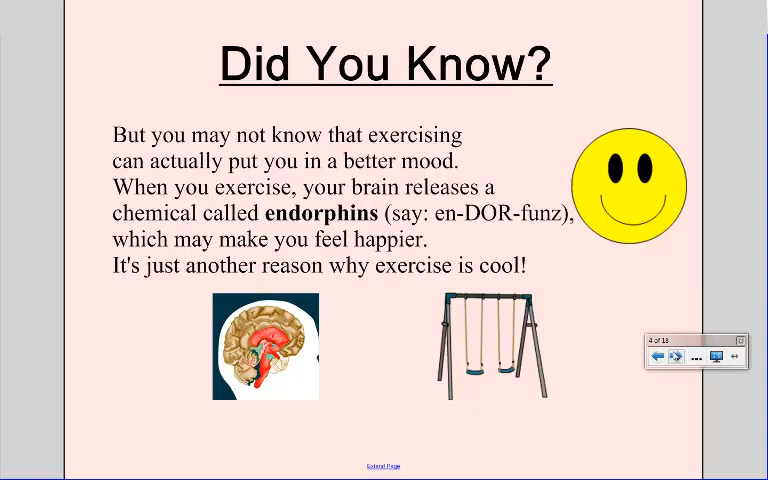 Did You Know?
But you may not know that exercising
can actually put you in a better mood.
When you exercise, your brain releases a
chemical called endorphins (say: en-DOR-funz),
which may make you feel happier.
It's just another reason why exercise is cool!
4 of 18
Extend Page